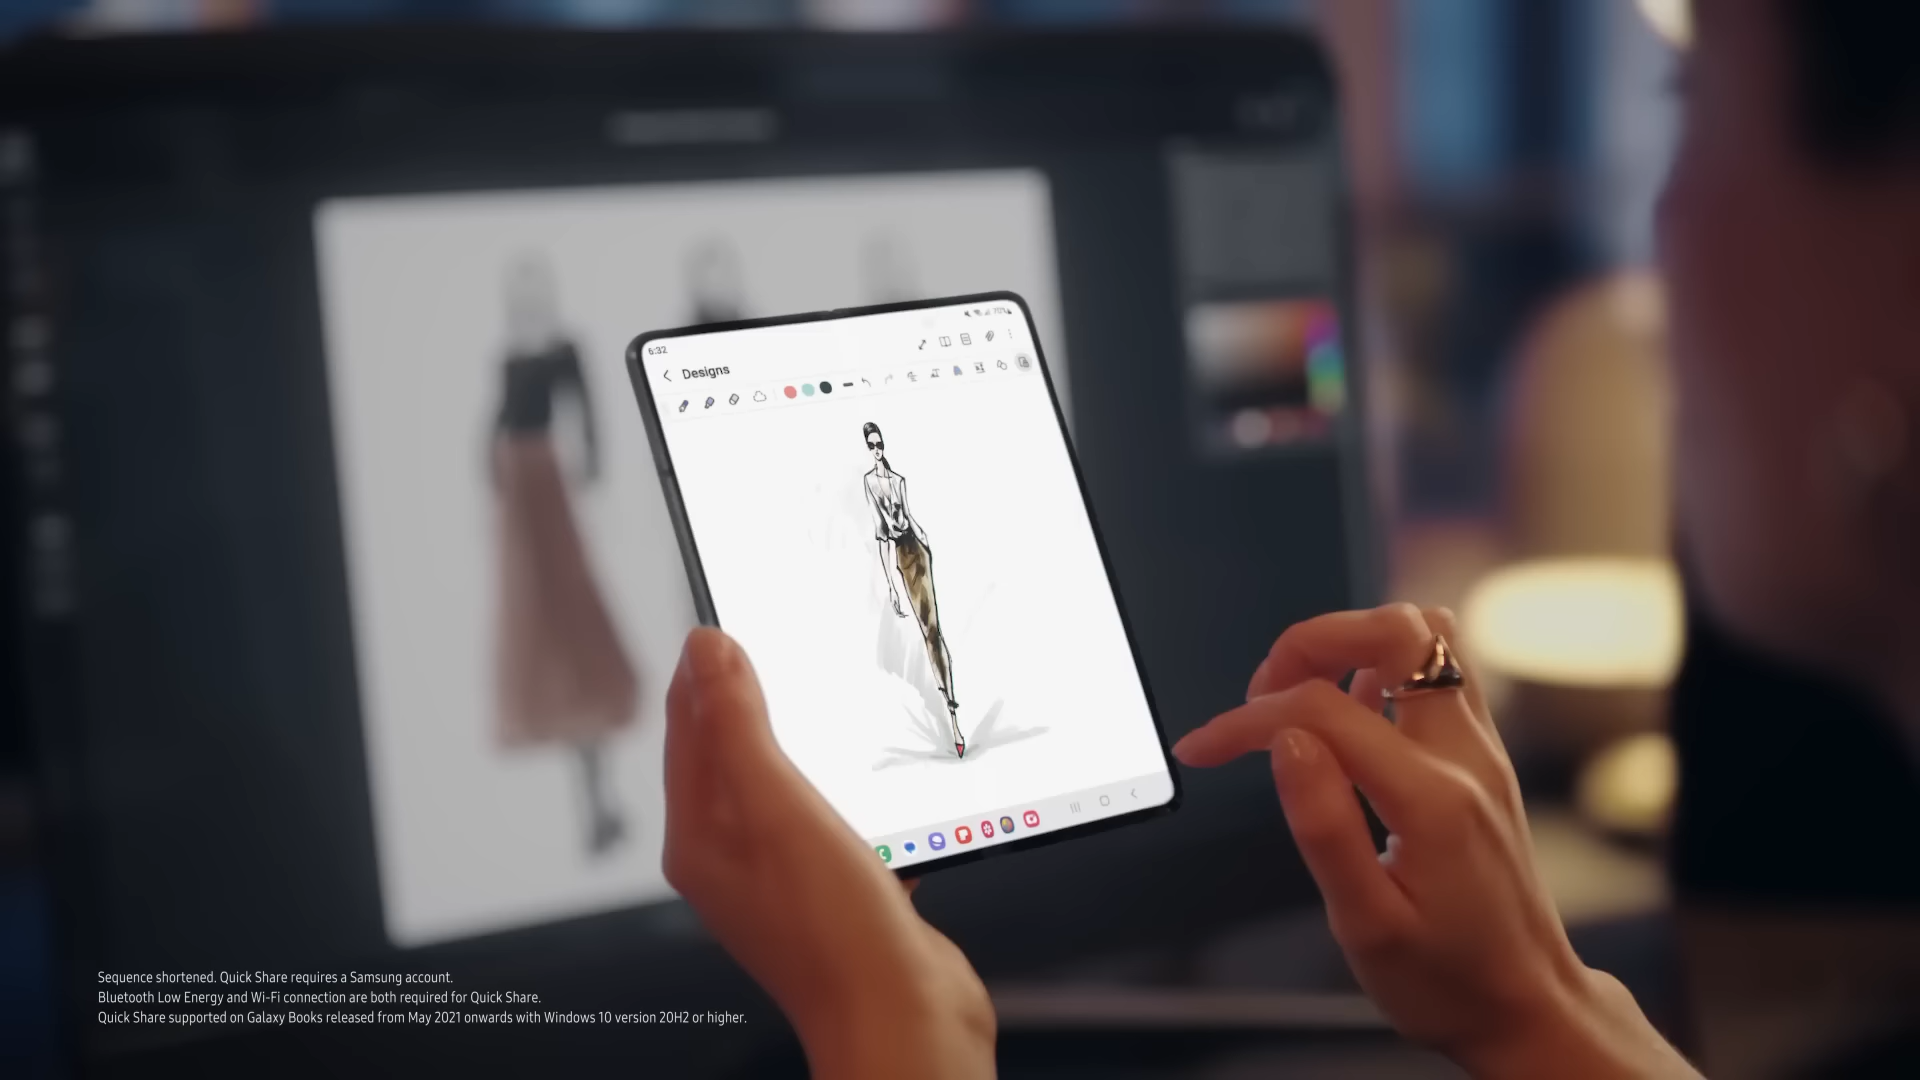 6:32
70%
Designs
Sequence shortened. Quick Share requires a Samsung account.
Bluetooth Low Energy and Wi-Fi connection are both required for Quick Share.
Quick Share supported on Galaxy Books released from May 2021 onwards with Windows 10 version 20H2 or higher.